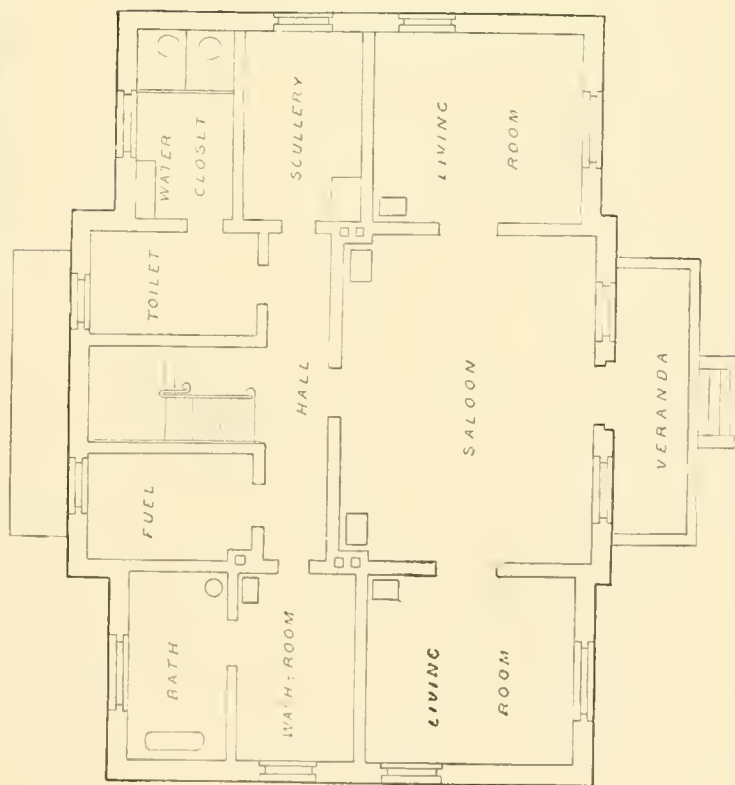 FUEL
TOILET
BATH
WATER
CLOSET
WASH-ROOM
HALL
SCULLERY
LIVING
ROOM
SALOON
LIVING
ROOM
VERANDA